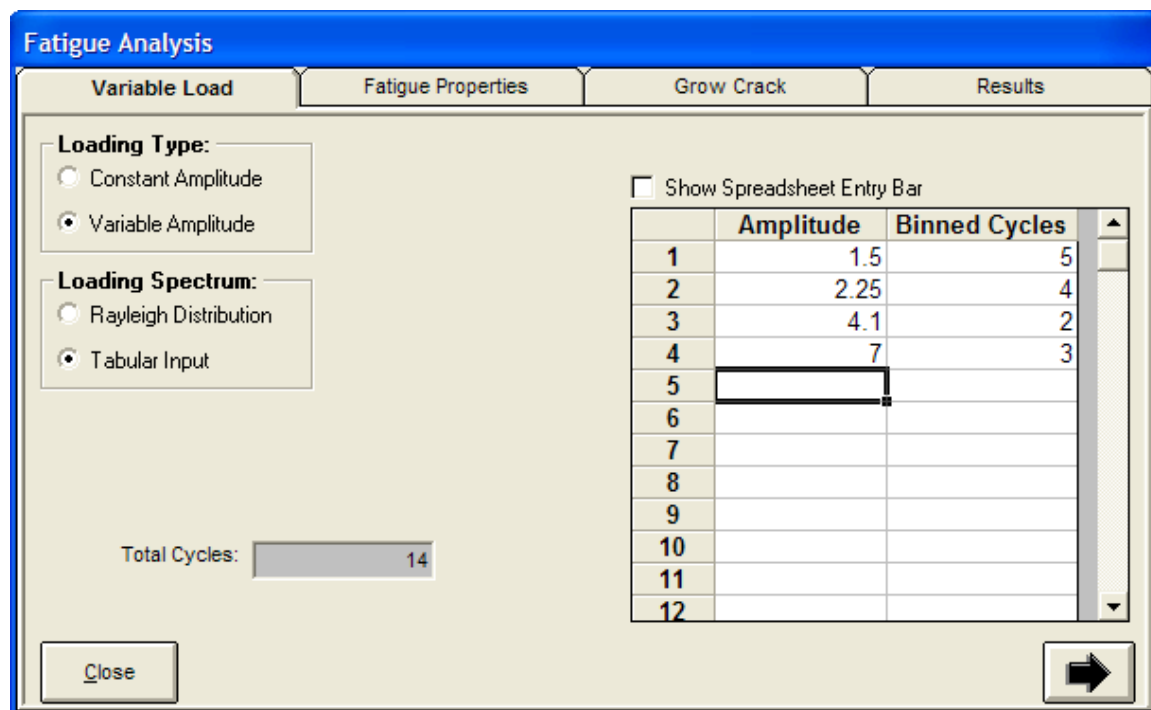 Fatigue Analysis
Variable Load Fatigue Properties Grow Crack Results
Loading Type:
Constant Amplitude
Variable Amplitude
Loading Spectrum:
Rayleigh Distribution
Tabular Input
Total Cycles: 14
Show Spreadsheet Entry Bar
Amplitude Binned Cycles
1 1.5 5
2 2.25 4
3 4.1 2
4 7 3
5
6
7
8
9
10
11
12
Close